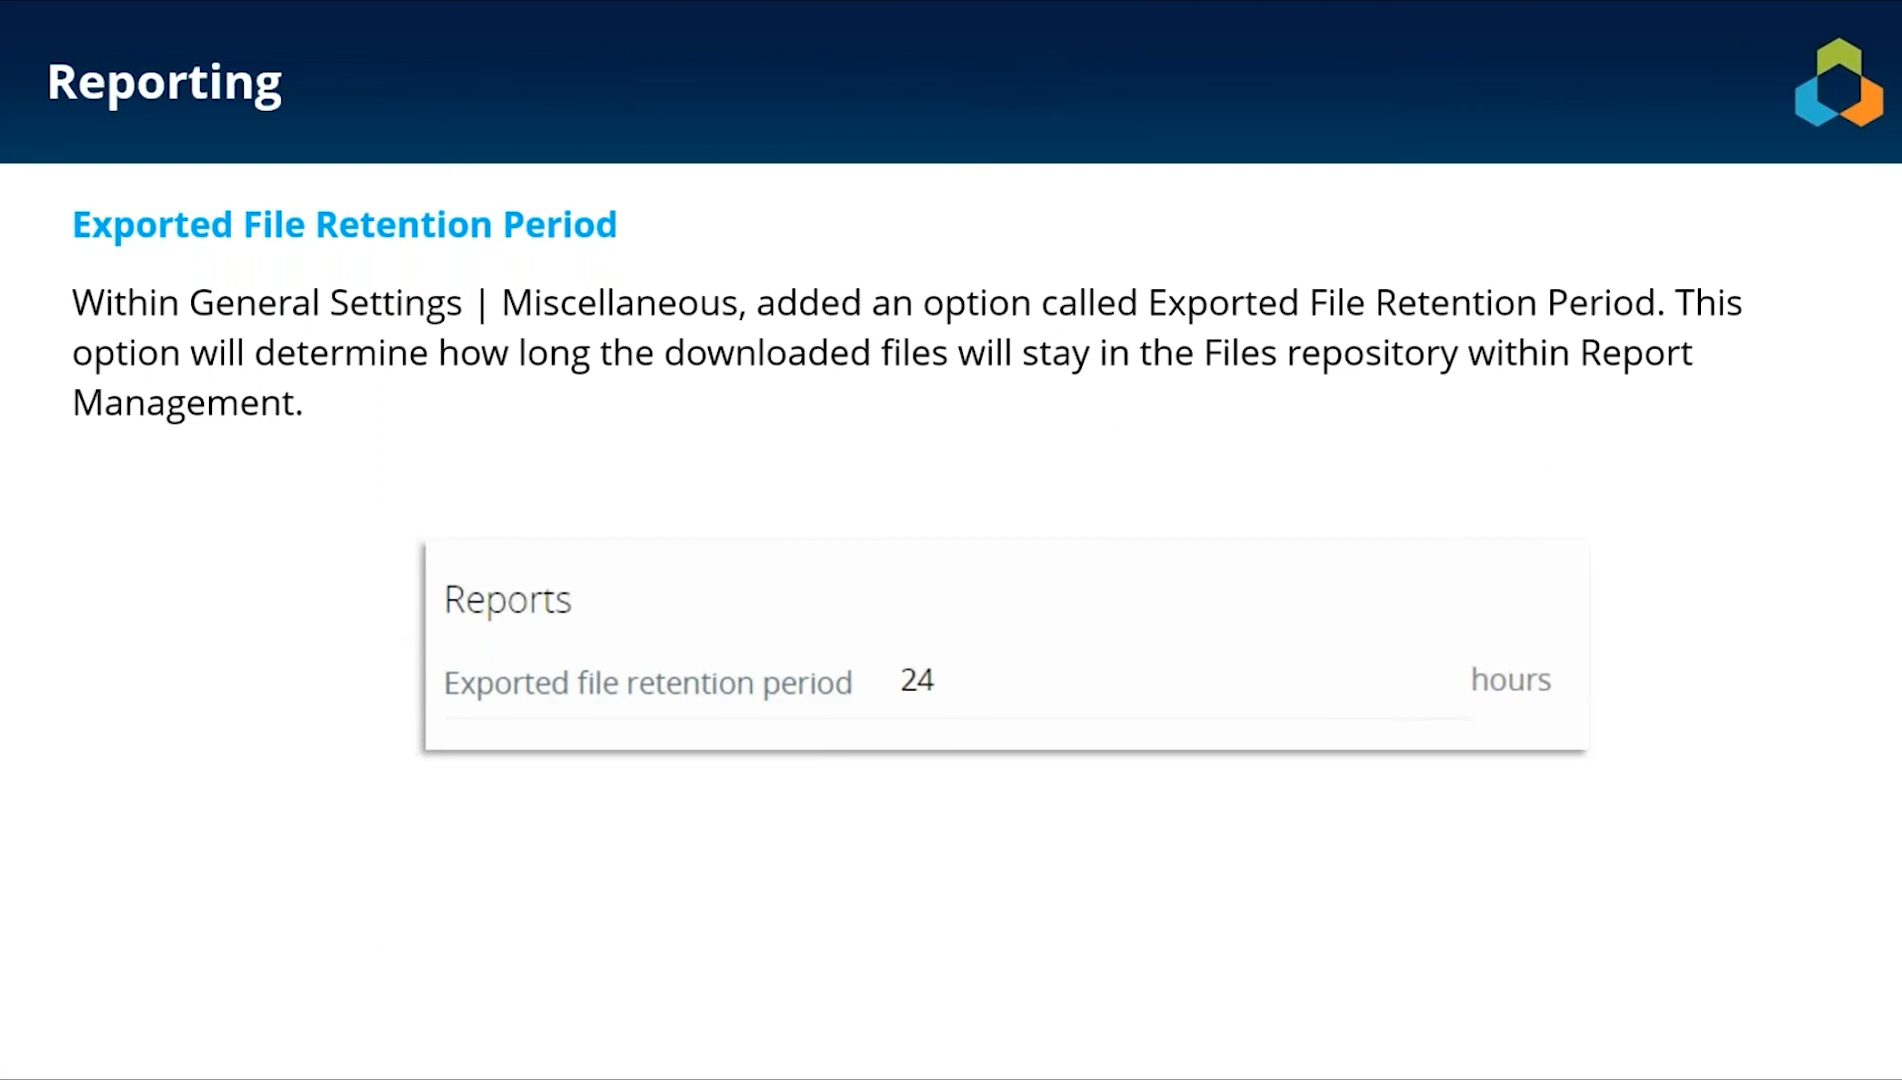 Reporting
Exported File Retention Period
Within General Settings | Miscellaneous, added an option called Exported File Retention Period. This
option will determine how long the downloaded files will stay in the Files repository within Report
Management.
Reports
Exported file retention period 24 hours